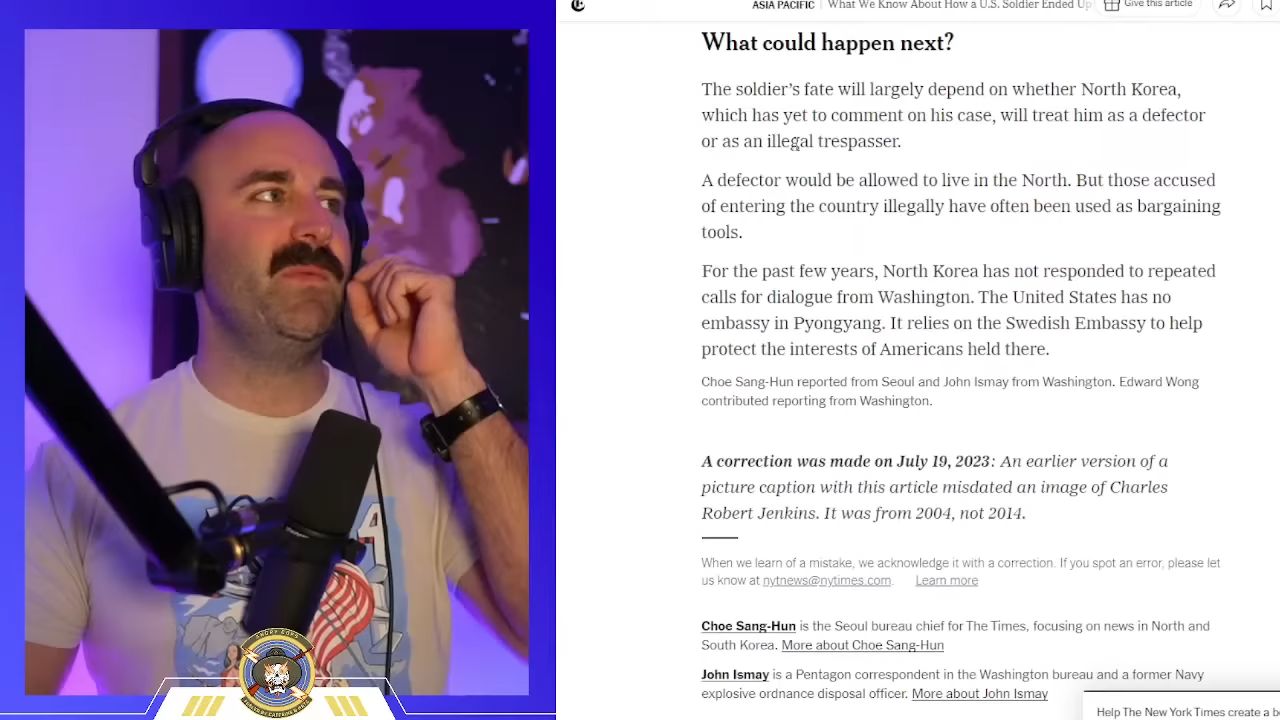 ASIA PACIFIC | What We Know About How a U.S. Soldier Ended Up
Give this article
What could happen next?
The soldier’s fate will largely depend on whether North Korea,
which has yet to comment on his case, will treat him as a defector
or as an illegal trespasser.
A defector would be allowed to live in the North. But those accused
of entering the country illegally have often been used as bargaining
tools.
For the past few years, North Korea has not responded to repeated
calls for dialogue from Washington. The United States has no
embassy in Pyongyang. It relies on the Swedish Embassy to help
protect the interests of Americans held there.
Choe Sang-Hun reported from Seoul and John Ismay from Washington. Edward Wong
contributed reporting from Washington.
A correction was made on July 19, 2023: An earlier version of a
picture caption with this article misdated an image of Charles
Robert Jenkins. It was from 2004, not 2014.
When we learn of a mistake, we acknowledge it with a correction. If you spot an error, please let
us know at nytnews@nytimes.com. Learn more
Choe Sang-Hun is the Seoul bureau chief for The Times, focusing on news in North and
South Korea. More about Choe Sang-Hun
John Ismay is a Pentagon correspondent in the Washington bureau and a former Navy
explosive ordnance disposal officer. More about John Ismay
Help The New York Times create a be